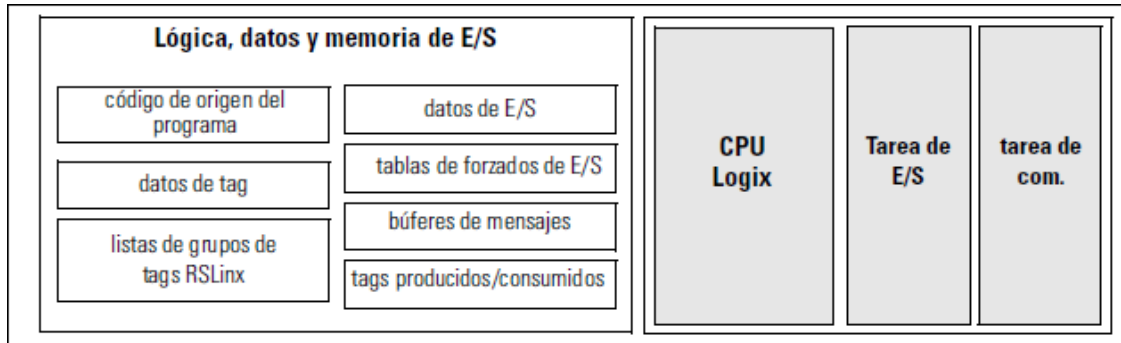 Lógica, datos y memoria de E/S
código de origen del
programa
datos de tag
listas de grupos de
tags RSLinx
datos de E/S
tablas de forzados de E/S
búferes de mensajes
tags producidos/consumidos
CPU
Logix
Tarea de
E/S
tarea de
com.